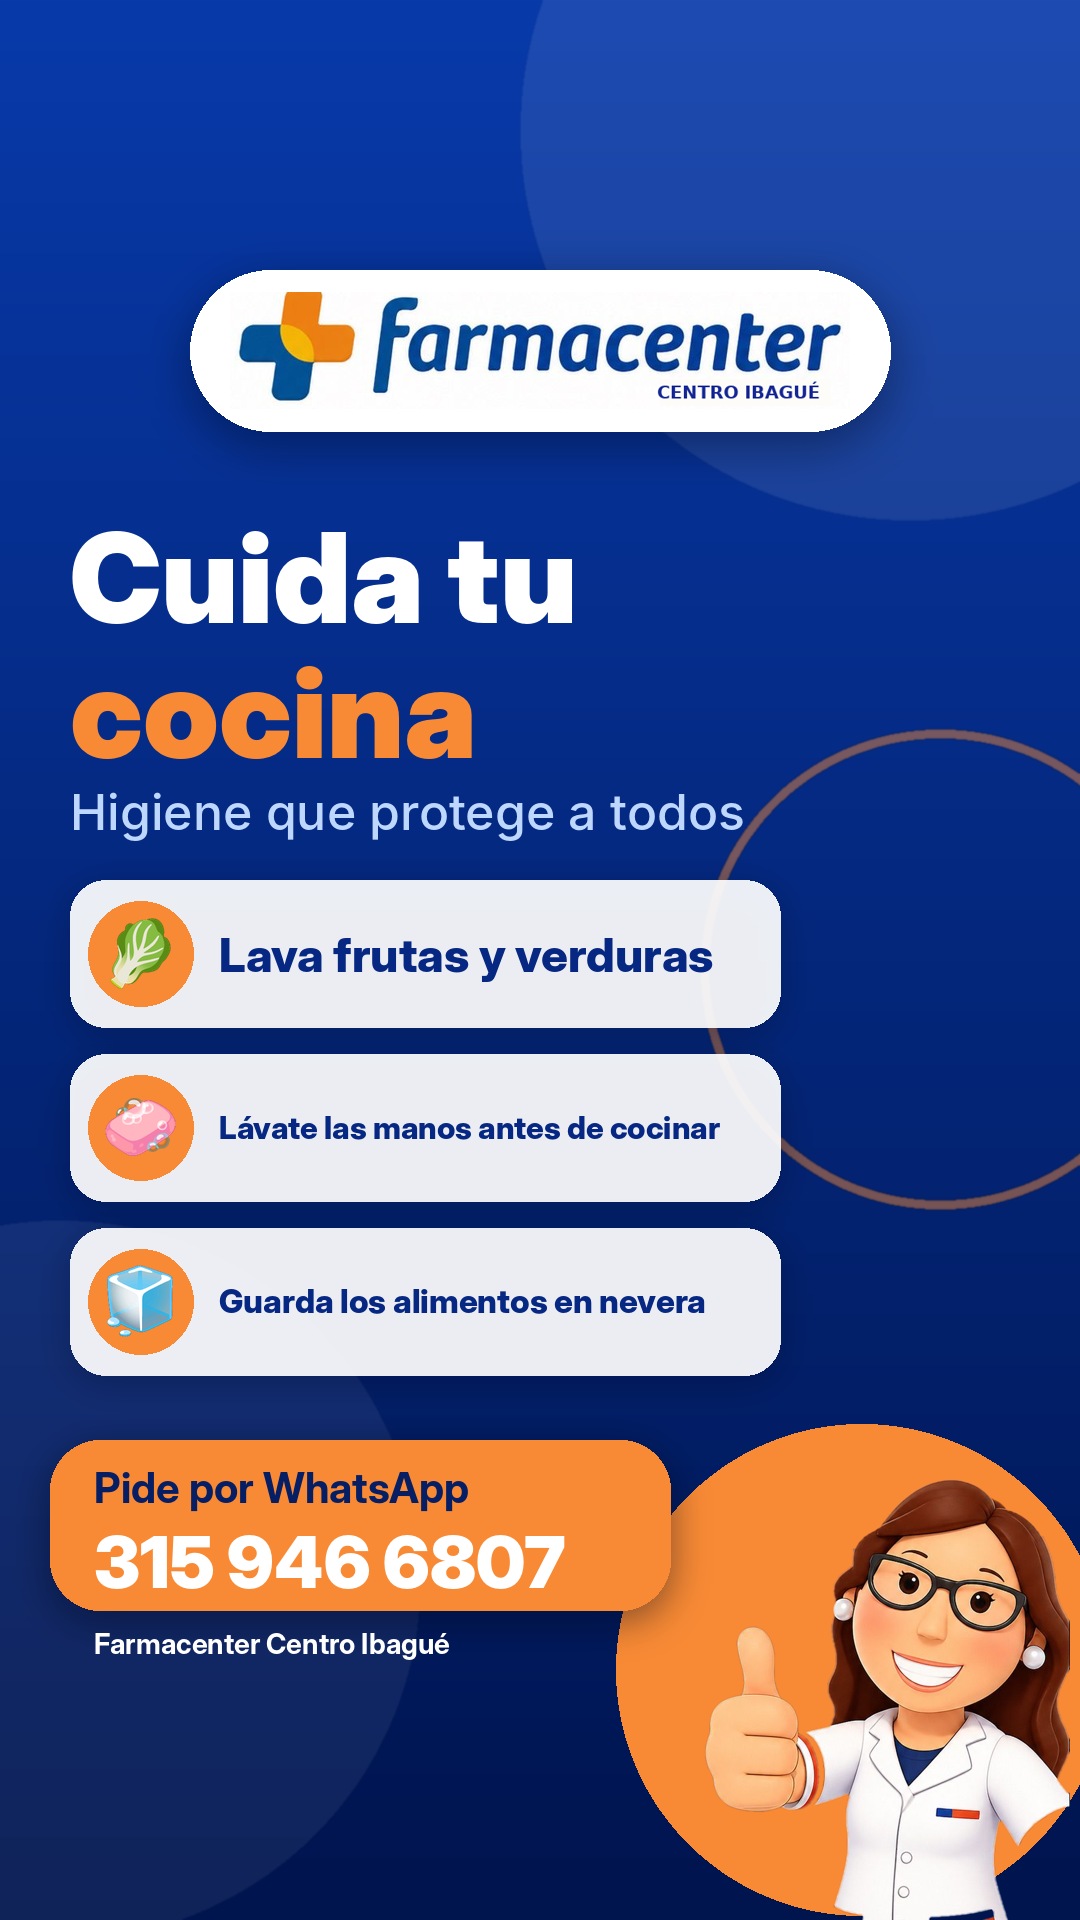 farmacenter
CENTRO IBAGUÉ
Cuida tu
cocina
Higiene que protege a todos
Lava frutas y verduras
Lávate las manos antes de cocinar
Guarda los alimentos en nevera
Pide por WhatsApp
315 946 6807
Farmacenter Centro Ibagué